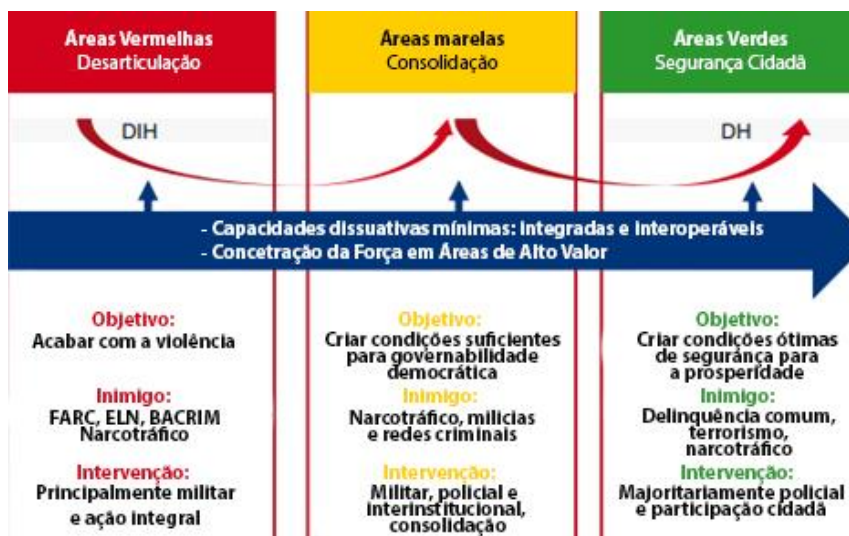 Áreas Vermelhas
Desarticulação
Áreas marelas
Consolidação
Áreas Verdes
Segurança Cidadã
DIH
DH
- Capacidades dissuativas mínimas: integradas e interoperáveis
- Concetração da Força em Áreas de Alto Valor
Objetivo:
Acabar com a violência
Inimigo:
FARC, ELN, BACRIM
Narcotráfico
Intervenção:
Principalmente militar
e ação integral
Objetivo:
Criar condições suficientes
para governabilidade
democrática
Inimigo:
Narcotráfico, milicias
e redes criminais
Intervenção:
Militar, policial e
interinstitucional,
consolidação
Objetivo:
Criar condições ótimas
de segurânça para
a prosperidade
Inimigo:
Delinquência comum,
terrorismo,
narcotráfico
Intervenção:
Majoritariamente policial
e participação cidadã